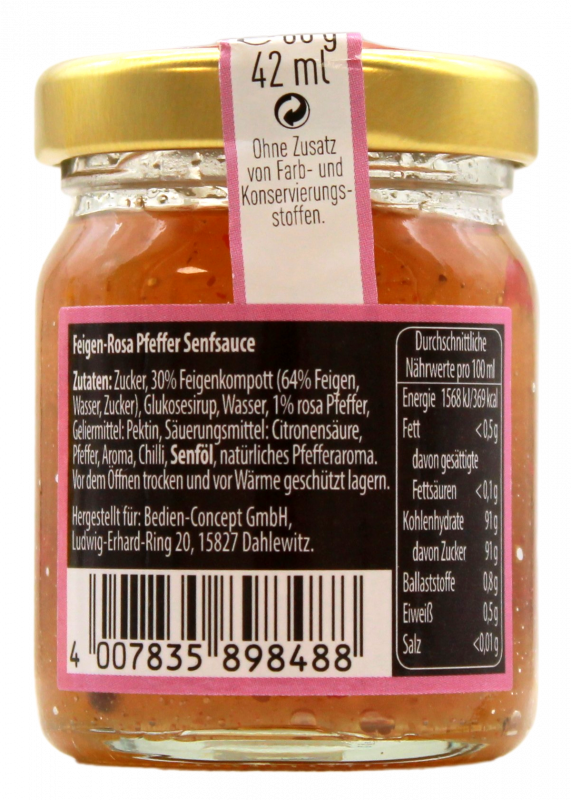 42 ml
Ohne Zusatz
von Farb- und
Konservierungs-
stoffen.
Feigen-Rosa Pfeffer Senfsauce
Zutaten: Zucker, 30% Feigenkompott (64% Feigen,
Wasser, Zucker), Glukosesirup, Wasser, 1% rosa Pfeffer,
Geliermittel: Pektin, Säuerungsmittel: Citronensäure,
Pfeffer, Aroma, Chilli, Senföl, natürliches Pfefferaroma.
Vor dem Öffnen trocken und vor Wärme geschützt lagern.
Hergestellt für: Bedien-Concept GmbH,
Ludwig-Erhard-Ring 20, 15827 Dahlewitz.
4 007835 898488
Durchschnittliche
Nährwerte pro 100 ml
Energie 1568 kJ/369 kcal
Fett <0,5 g
davon gesättigte
Fettsäuren <0,1 g
Kohlenhydrate 91 g
davon Zucker 91 g
Ballaststoffe 0,8 g
Eiweiß 0,5 g
Salz <0,01 g